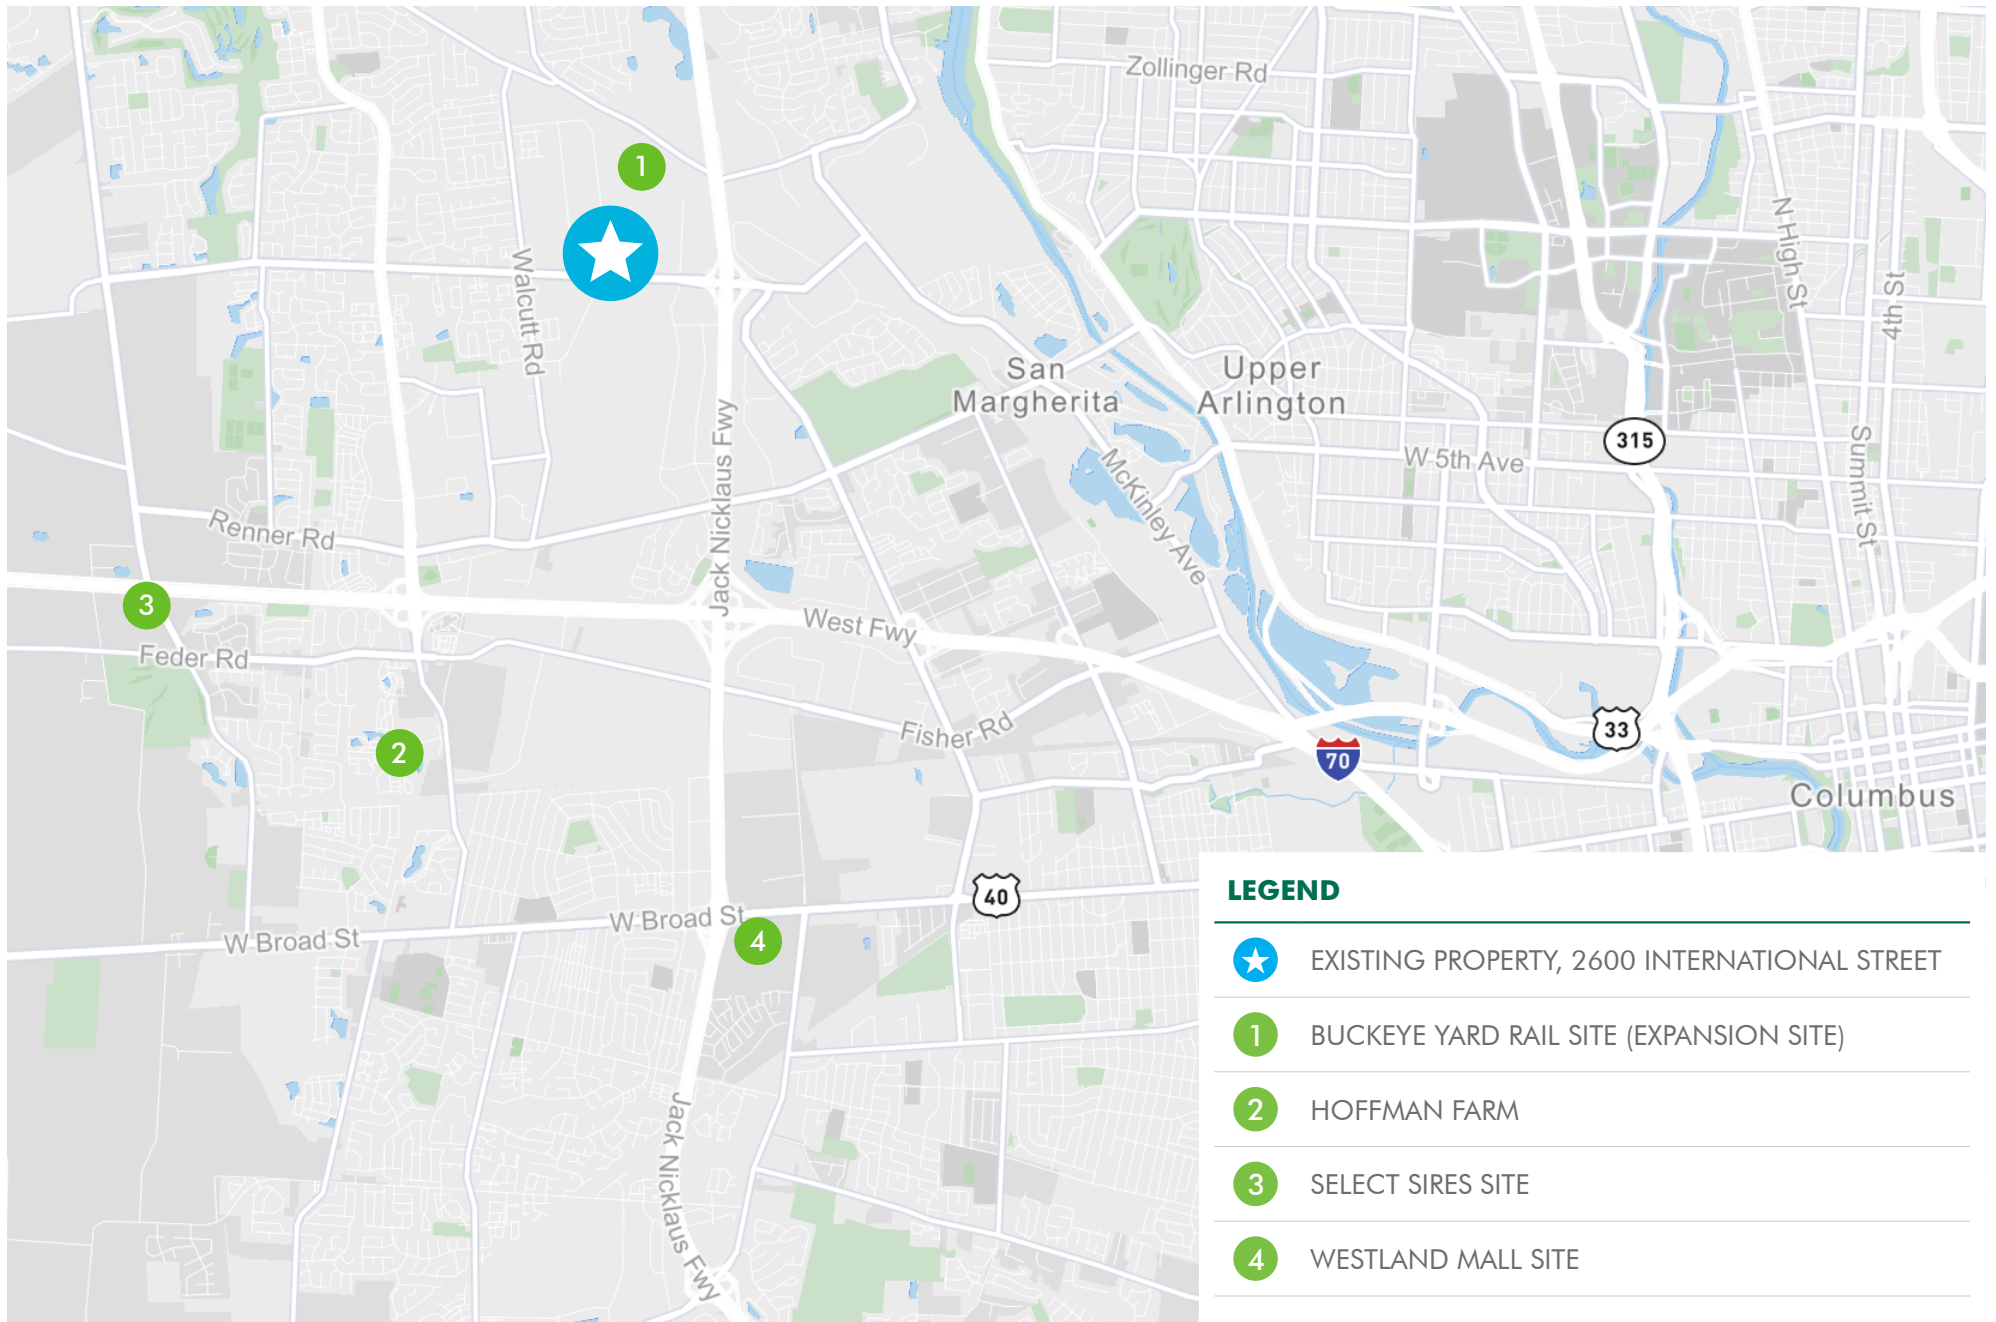 Zollinger Rd
1
N High St
Walcutt Rd
4th St
San
Margherita
Upper
Arlington
315
Jack Nicklaus Fwy
W 5th Ave
Summit St
McKinley Ave
Renner Rd
3
West Fwy
Feder Rd
Fisher Rd
33
2
70
Columbus
40
W Broad St
W Broad St
4
Jack Nicklaus Fwy
LEGEND
EXISTING PROPERTY, 2600 INTERNATIONAL STREET
1 BUCKEYE YARD RAIL SITE (EXPANSION SITE)
2 HOFFMAN FARM
3 SELECT SIRES SITE
4 WESTLAND MALL SITE